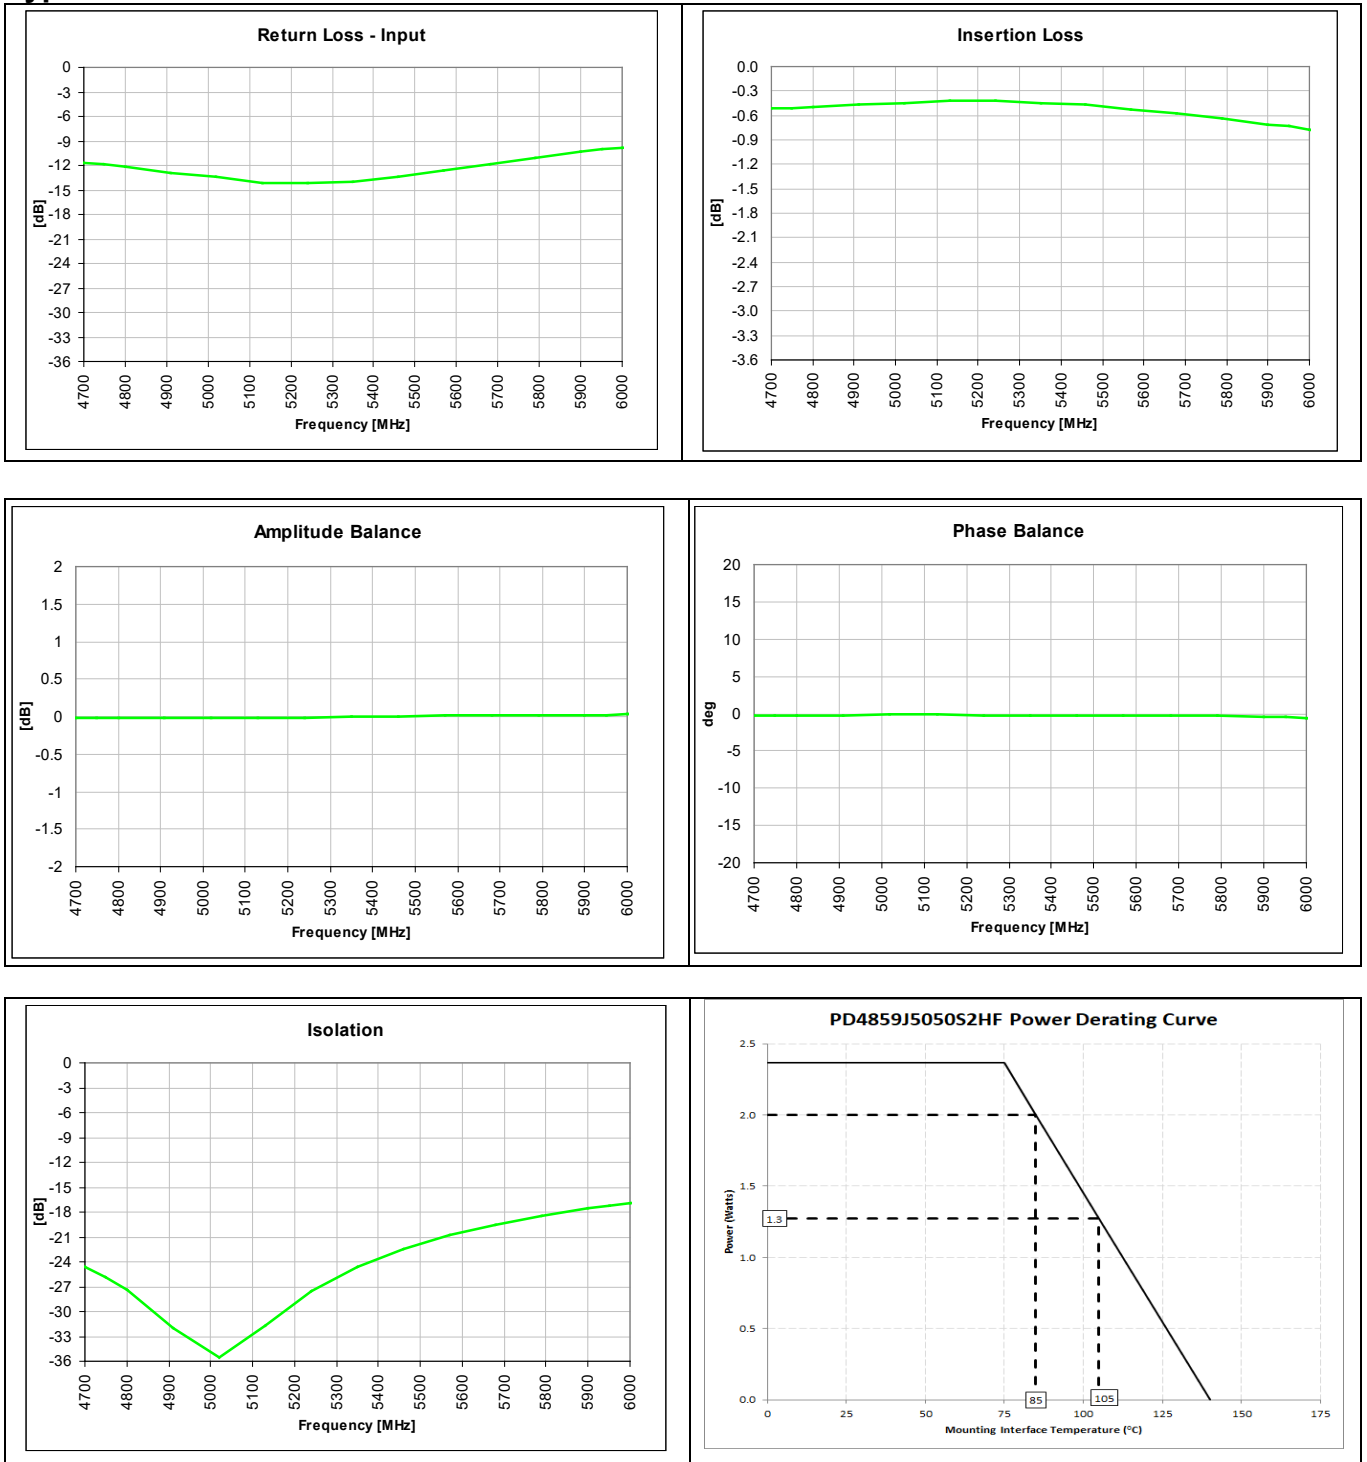 Return Loss - Input
0
-3
-6
-9
-12
-15
-18
-21
-24
-27
-30
-33
-36
[dB]
4700 4800 4900 5000 5100 5200 5300 5400 5500 5600 5700 5800 5900 6000
Frequency [MHz]
Insertion Loss
0.0
-0.3
-0.6
-0.9
-1.2
-1.5
-1.8
-2.1
-2.4
-2.7
-3.0
-3.3
-3.6
[dB]
4700 4800 4900 5000 5100 5200 5300 5400 5500 5600 5700 5800 5900 6000
Frequency [MHz]
Amplitude Balance
2
1.5
1
0.5
0
-0.5
-1
-1.5
-2
[dB]
4700 4800 4900 5000 5100 5200 5300 5400 5500 5600 5700 5800 5900 6000
Frequency [MHz]
Phase Balance
20
15
10
5
0
-5
-10
-15
-20
deg
4700 4800 4900 5000 5100 5200 5300 5400 5500 5600 5700 5800 5900 6000
Frequency [MHz]
Isolation
0
-3
-6
-9
-12
-15
-18
-21
-24
-27
-30
-33
-36
[dB]
4700 4800 4900 5000 5100 5200 5300 5400 5500 5600 5700 5800 5900 6000
Frequency [MHz]
PD4859J5050S2HF Power Derating Curve
2.5
2.0
1.5
1.3
1.0
0.5
0.0
Power (Watts)
85 105
0 25 50 75 100 125 150 175
Mounting Interface Temperature (°C)